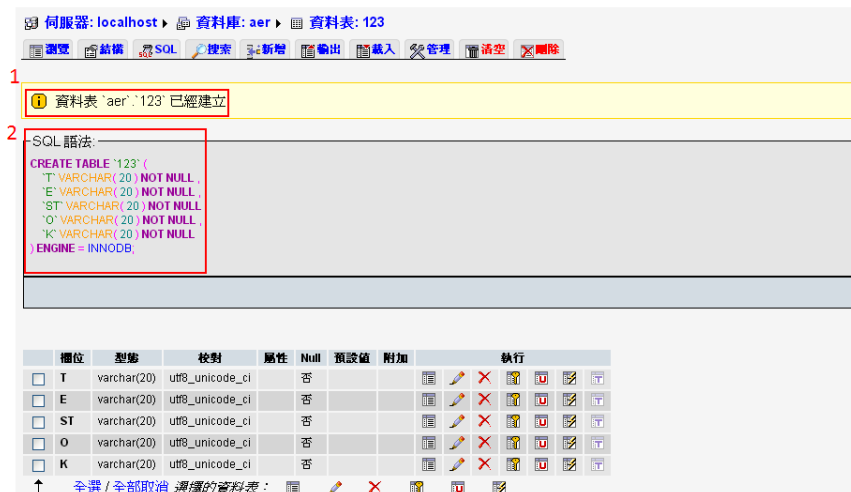 伺服器: localhost ▸ 資料庫: aer ▸ 資料表: 123
瀏覽 結構 SQL 搜索 新增 輸出 載入 管理 清空 刪除
1
資料表 `aer`.`123` 已經建立
2
SQL 語法:
CREATE TABLE `123` (
`T` VARCHAR( 20 ) NOT NULL ,
`E` VARCHAR( 20 ) NOT NULL ,
`ST` VARCHAR( 20 ) NOT NULL
`O` VARCHAR( 20 ) NOT NULL ,
`K` VARCHAR( 20 ) NOT NULL
) ENGINE = INNODB;
欄位 型態 校對 屬性 Null 預設值 附加 執行
T varchar(20) utf8_unicode_ci 否
E varchar(20) utf8_unicode_ci 否
ST varchar(20) utf8_unicode_ci 否
O varchar(20) utf8_unicode_ci 否
K varchar(20) utf8_unicode_ci 否
全選 / 全部取消 選擇的資料表：